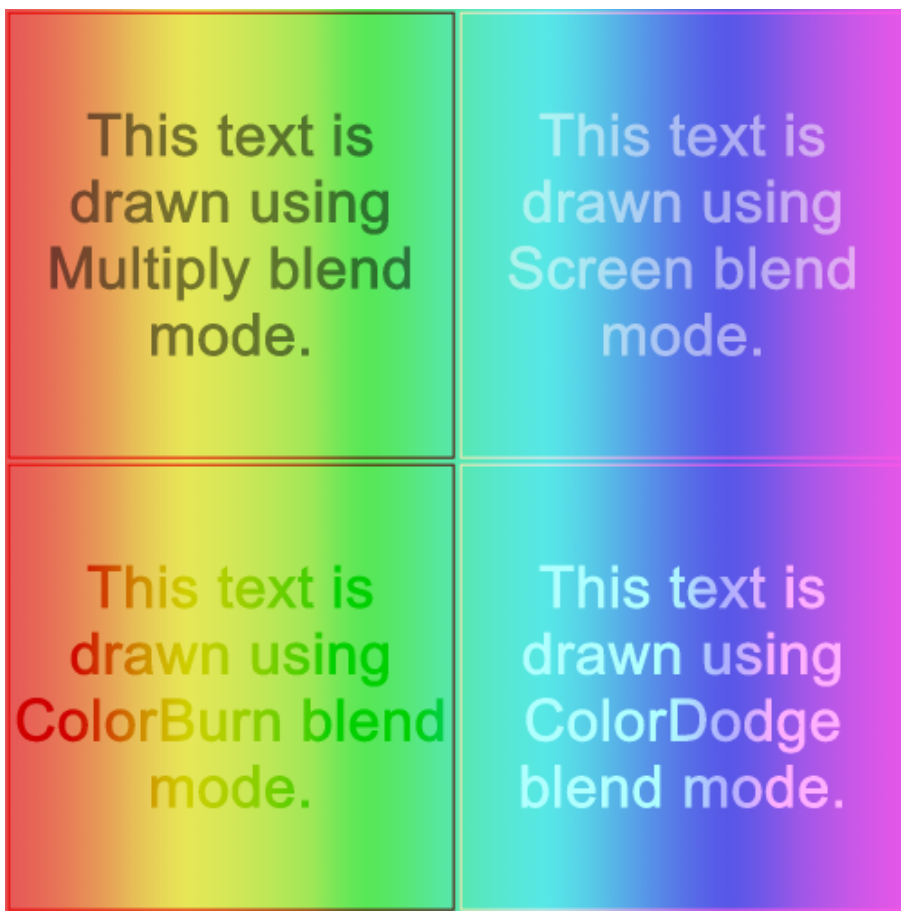 This text is
drawn using
Multiply blend
mode.
This text is
drawn using
Screen blend
mode.
This text is
drawn using
ColorBurn blend
mode.
This text is
drawn using
ColorDodge
blend mode.